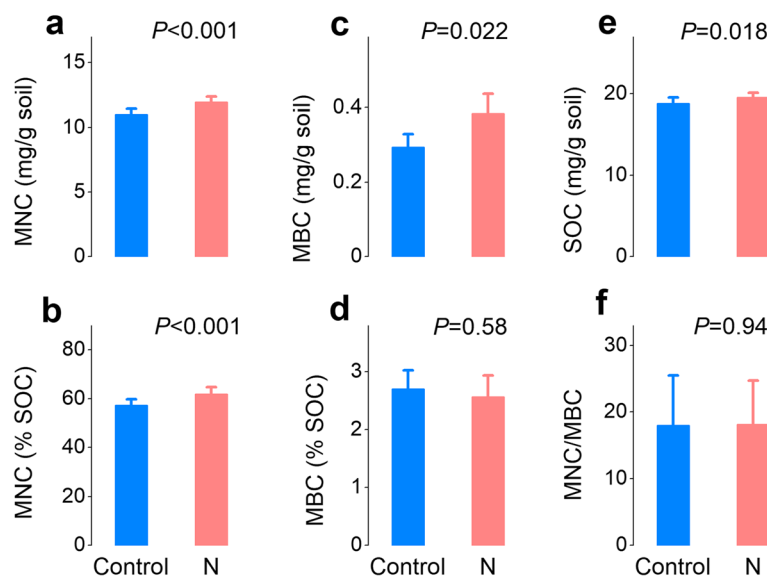 a
P<0.001
MNC (mg/g soil)
15
10
5
0
c
P=0.022
MBC (mg/g soil)
0.4
0.2
0
e
P=0.018
SOC (mg/g soil)
20
10
0
b
P<0.001
MNC (% SOC)
80
60
40
20
0
Control N
d
P=0.58
MBC (% SOC)
3
2
1
0
Control N
f
P=0.94
MNC/MBC
30
20
10
0
Control N